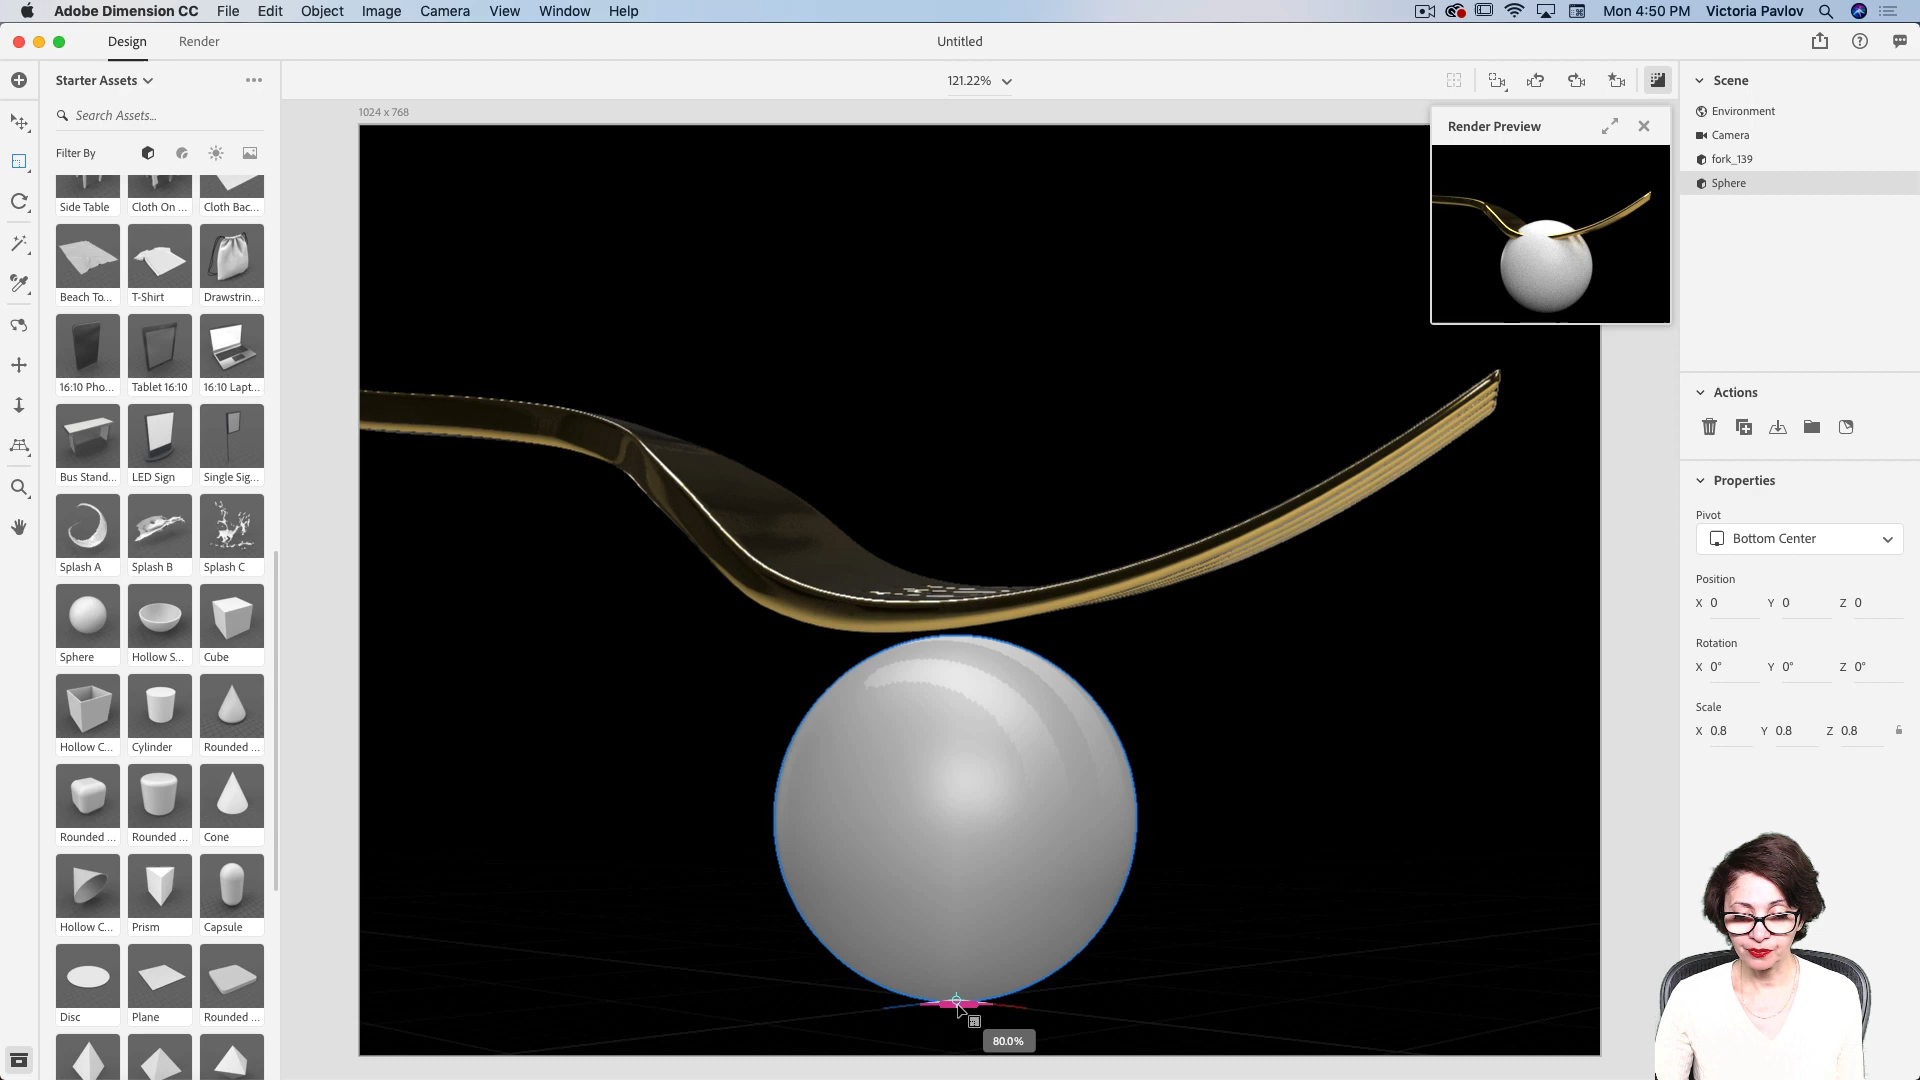 Adobe Dimension CC File Edit Object Image Camera View Window Help
Mon 4:50 PM Victoria Pavlov
Design Render
Untitled
Starter Assets
121.22%
Search Assets...
Filter By
1024 x 768
Side Table Cloth On ... Cloth Bac...
Beach To... T-Shirt Drawstrin...
16:10 Pho... Tablet 16:10 16:10 Lapt...
Bus Stand... LED Sign Single Sig...
Splash A Splash B Splash C
Sphere Hollow S... Cube
Hollow C... Cylinder Rounded ...
Rounded ... Rounded ... Cone
Hollow C... Prism Capsule
Disc Plane Rounded ...
80.0%
Render Preview
Scene
Environment
Camera
fork_139
Sphere
Actions
Properties
Pivot
Bottom Center
Position
X 0 Y 0 Z 0
Rotation
X 0° Y 0° Z 0°
Scale
X 0.8 Y 0.8 Z 0.8